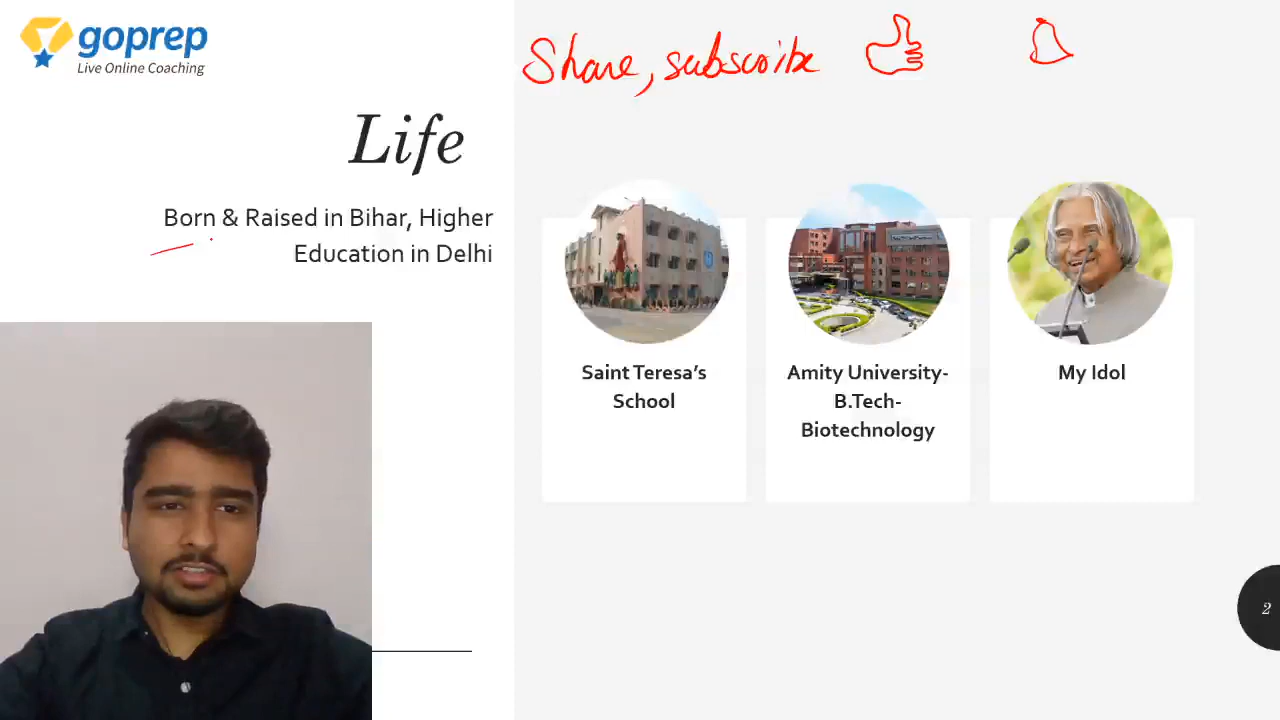 goprep
Live Online Coaching
Share, subscribe
Life
Born & Raised in Bihar, Higher
Education in Delhi
Saint Teresa's
School
Amity University-
B.Tech-
Biotechnology
My Idol
2